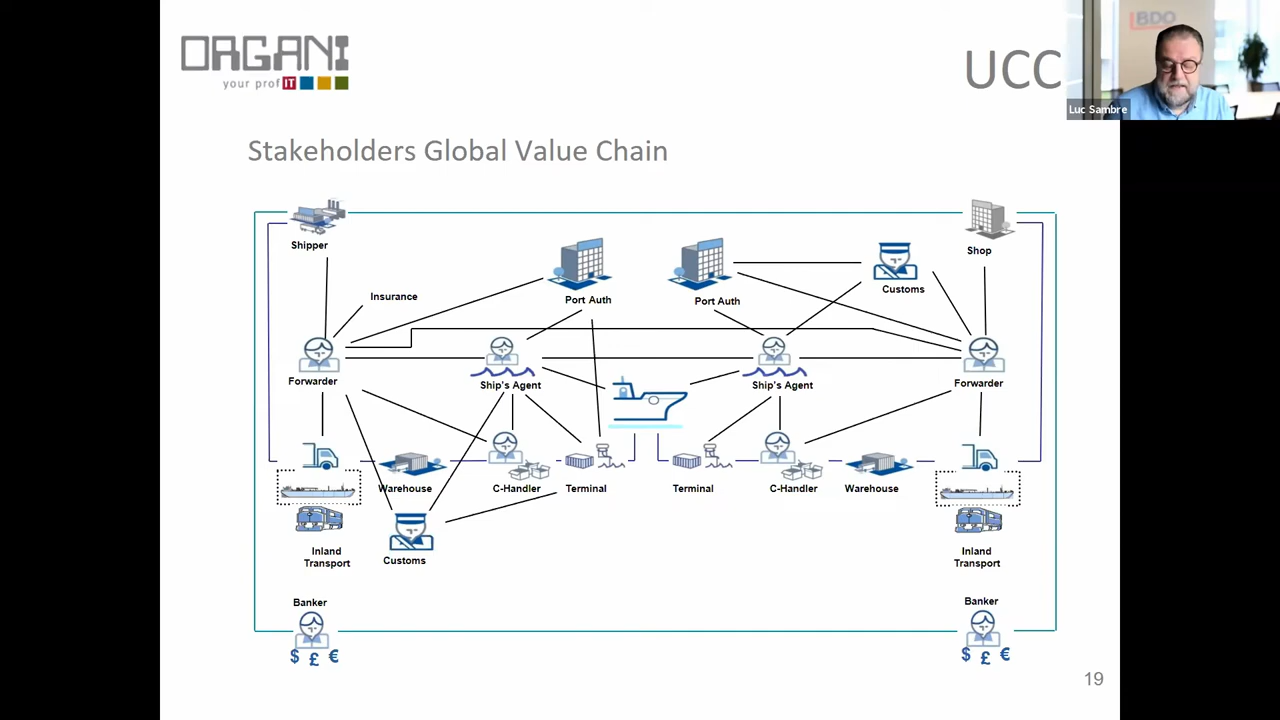 ORGANI
your profIT
UCC
BDO
Luc Sambre
Stakeholders Global Value Chain
Shipper
Shop
Insurance
Port Auth
Port Auth
Customs
Forwarder
Ship's Agent
Ship's Agent
Forwarder
Warehouse
C-Handler
Terminal
Terminal
C-Handler
Warehouse
Inland
Transport
Customs
Inland
Transport
Banker
Banker
$ £ €
$ £ €
19